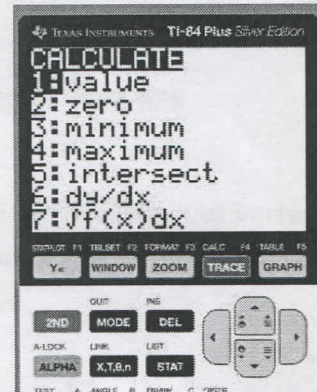 TEXAS INSTRUMENTS TI-84 Plus Silver Edition
CALCULATE
1:value
2:zero
3:minimum
4:maximum
5:intersect
6:dy/dx
7:∫f(x)dx
STAT PLOT F1 TBLSET F2 FORMAT F3 CALC F4 TABLE F5
Y= WINDOW ZOOM TRACE GRAPH
QUIT INS
2ND MODE DEL
A-LOCK LINK LIST
ALPHA X,T,θ,n STAT
TEST A ANGLE B DRAW C DISTR